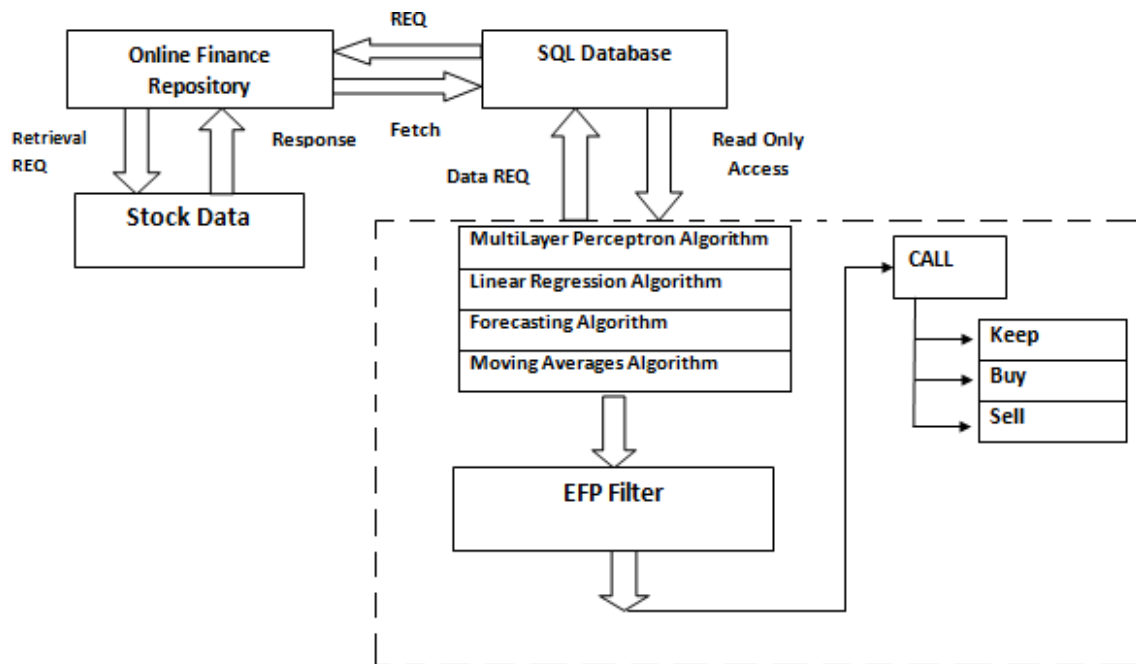 REQ
Online Finance
Repository
SQL Database
Fetch
Retrieval
REQ
Response
Stock Data
Data REQ
Read Only
Access
MultiLayer Perceptron Algorithm
Linear Regression Algorithm
Forecasting Algorithm
Moving Averages Algorithm
EFP Filter
CALL
Keep
Buy
Sell